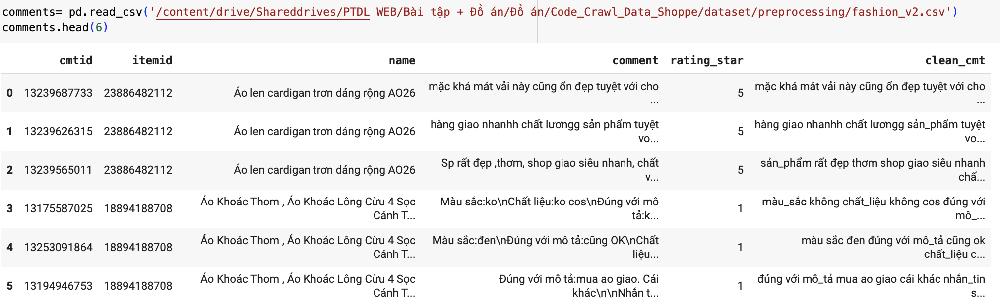 comments= pd.read_csv('/content/drive/Shareddrives/PTDL WEB/Bài tập + Đồ án/Đồ án/Code_Crawl_Data_Shoppe/dataset/preprocessing/fashion_v2.csv')
comments.head(6)
cmtid itemid name comment rating_star clean_cmt
0 13239687733 23886482112 Áo len cardigan trơn dáng rộng AO26 mặc khá mát vải này cũng ổn đẹp tuyệt với cho 5 mặc khá mát vải này cũng ổn đẹp tuyệt với cho
... ...
1 13239626315 23886482112 Áo len cardigan trơn dáng rộng AO26 hàng giao nhanhh chất lươngg sản phẩm tuyệt 5 hàng giao nhanhh chất lươngg sản_phẩm tuyệt
vo... vo...
2 13239565011 23886482112 Áo len cardigan trơn dáng rộng AO26 Sp rất đẹp ,thơm, shop giao siêu nhanh, chất 5 sản_phẩm rất đẹp thơm shop giao siêu nhanh
v... chấ...
3 13175587025 18894188708 Áo Khoác Thom , Áo Khoác Lông Cừu 4 Sọc Màu sắc:ko\nChất liệu:ko cos\nĐúng với mô 1 màu_sắc không chất_liệu không cos đúng với
Cánh T... tả:k... mô_...
4 13253091864 18894188708 Áo Khoác Thom , Áo Khoác Lông Cừu 4 Sọc Màu sắc:đen\nĐúng với mô tả:cũng OK\nChất 1 màu sắc đen đúng với mô_tả cũng ok
Cánh T... liệu... chất_liệu c...
5 13194946753 18894188708 Áo Khoác Thom , Áo Khoác Lông Cừu 4 Sọc Đúng với mô tả:mua ao giao. Cái 1 đúng với mô_tả mua ao giao cái khác nhắn_tin
Cánh T... khác\n\nNhắn t... s...